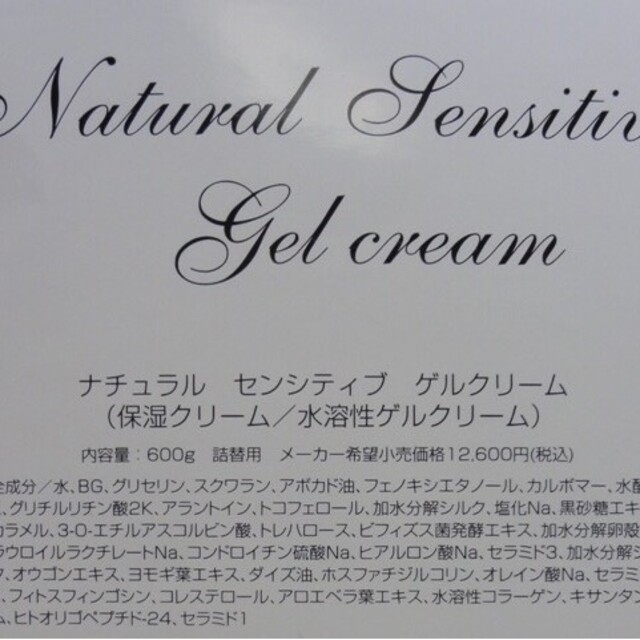 Natural Sensitiv
Gel cream
ナチュラル センシティブ ゲルクリーム
（保湿クリーム／水溶性ゲルクリーム）
内容量：600g 詰替用 メーカー希望小売価格12,600円(税込)
全成分／水、BG、グリセリン、スクワラン、アボカド油、フェノキシエタノール、カルボマー、水酸
、グリチルリチン酸2K、アラントイン、トコフェロール、加水分解シルク、塩化Na、黒砂糖エキ
カラメル、3-0-エチルアスコルビン酸、トレハロース、ビフィズス菌発酵エキス、加水分解卵殻
ラウロイルラクチレートNa、コンドロイチン硫酸Na、ヒアルロン酸Na、セラミド3、加水分解シ
、オウゴンエキス、ヨモギ葉エキス、ダイズ油、ホスファチジルコリン、オレイン酸Na、セラミ
、フィトスフィンゴシン、コレステロール、アロエベラ葉エキス、水溶性コラーゲン、キサンタン
ム、ヒトオリゴペプチド-24、セラミド1